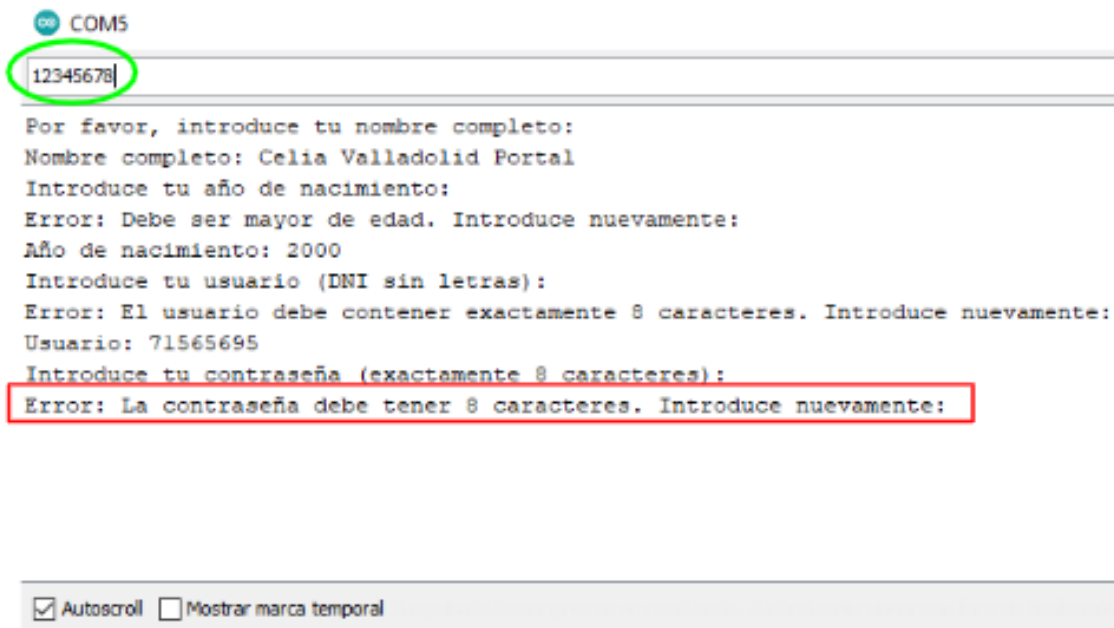 COM5
12345678
Por favor, introduce tu nombre completo:
Nombre completo: Celia Valladolid Portal
Introduce tu año de nacimiento:
Error: Debe ser mayor de edad. Introduce nuevamente:
Año de nacimiento: 2000
Introduce tu usuario (DNI sin letras):
Error: El usuario debe contener exactamente 8 caracteres. Introduce nuevamente:
Usuario: 71565695
Introduce tu contraseña (exactamente 8 caracteres):
Error: La contraseña debe tener 8 caracteres. Introduce nuevamente:
Autoscroll Mostrar marca temporal